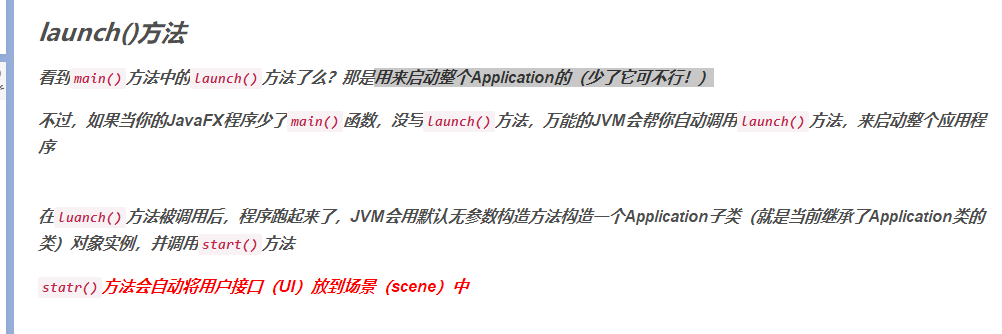 launch()方法
看到main()方法中的launch()方法了么？那是用来启动整个Application的（少了它可不行！）
不过，如果当你的JavaFX程序少了main()函数，没写launch()方法，万能的JVM会帮你自动调用launch()方法，来启动整个应用程
序
在luanch()方法被调用后，程序跑起来了，JVM会用默认无参数构造方法构造一个Application子类（就是当前继承了Application类的
类）对象实例，并调用start()方法
statr()方法会自动将用户接口（UI）放到场景（scene）中